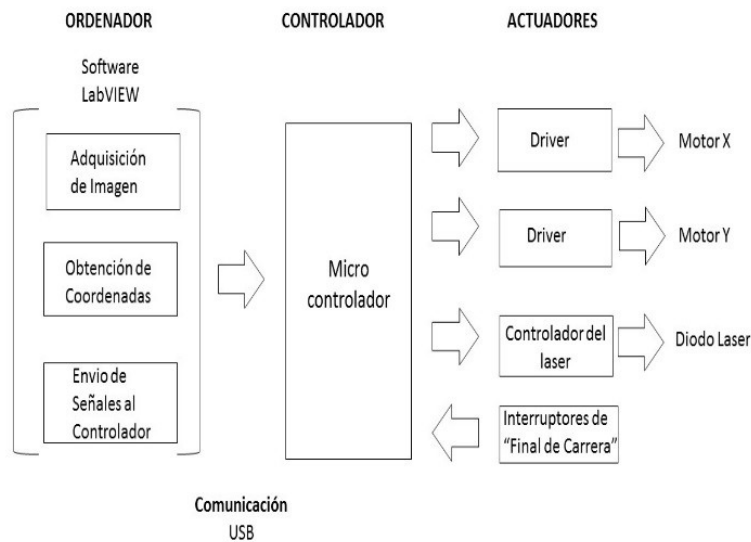 ORDENADOR
CONTROLADOR
ACTUADORES
Software
LabVIEW
Adquisición
de Imagen
Obtención de
Coordenadas
Envio de
Señales al
Controlador
Micro
controlador
Driver
Motor X
Driver
Motor Y
Controlador del
laser
Diodo Laser
Interruptores de
“Final de Carrera”
Comunicación
USB